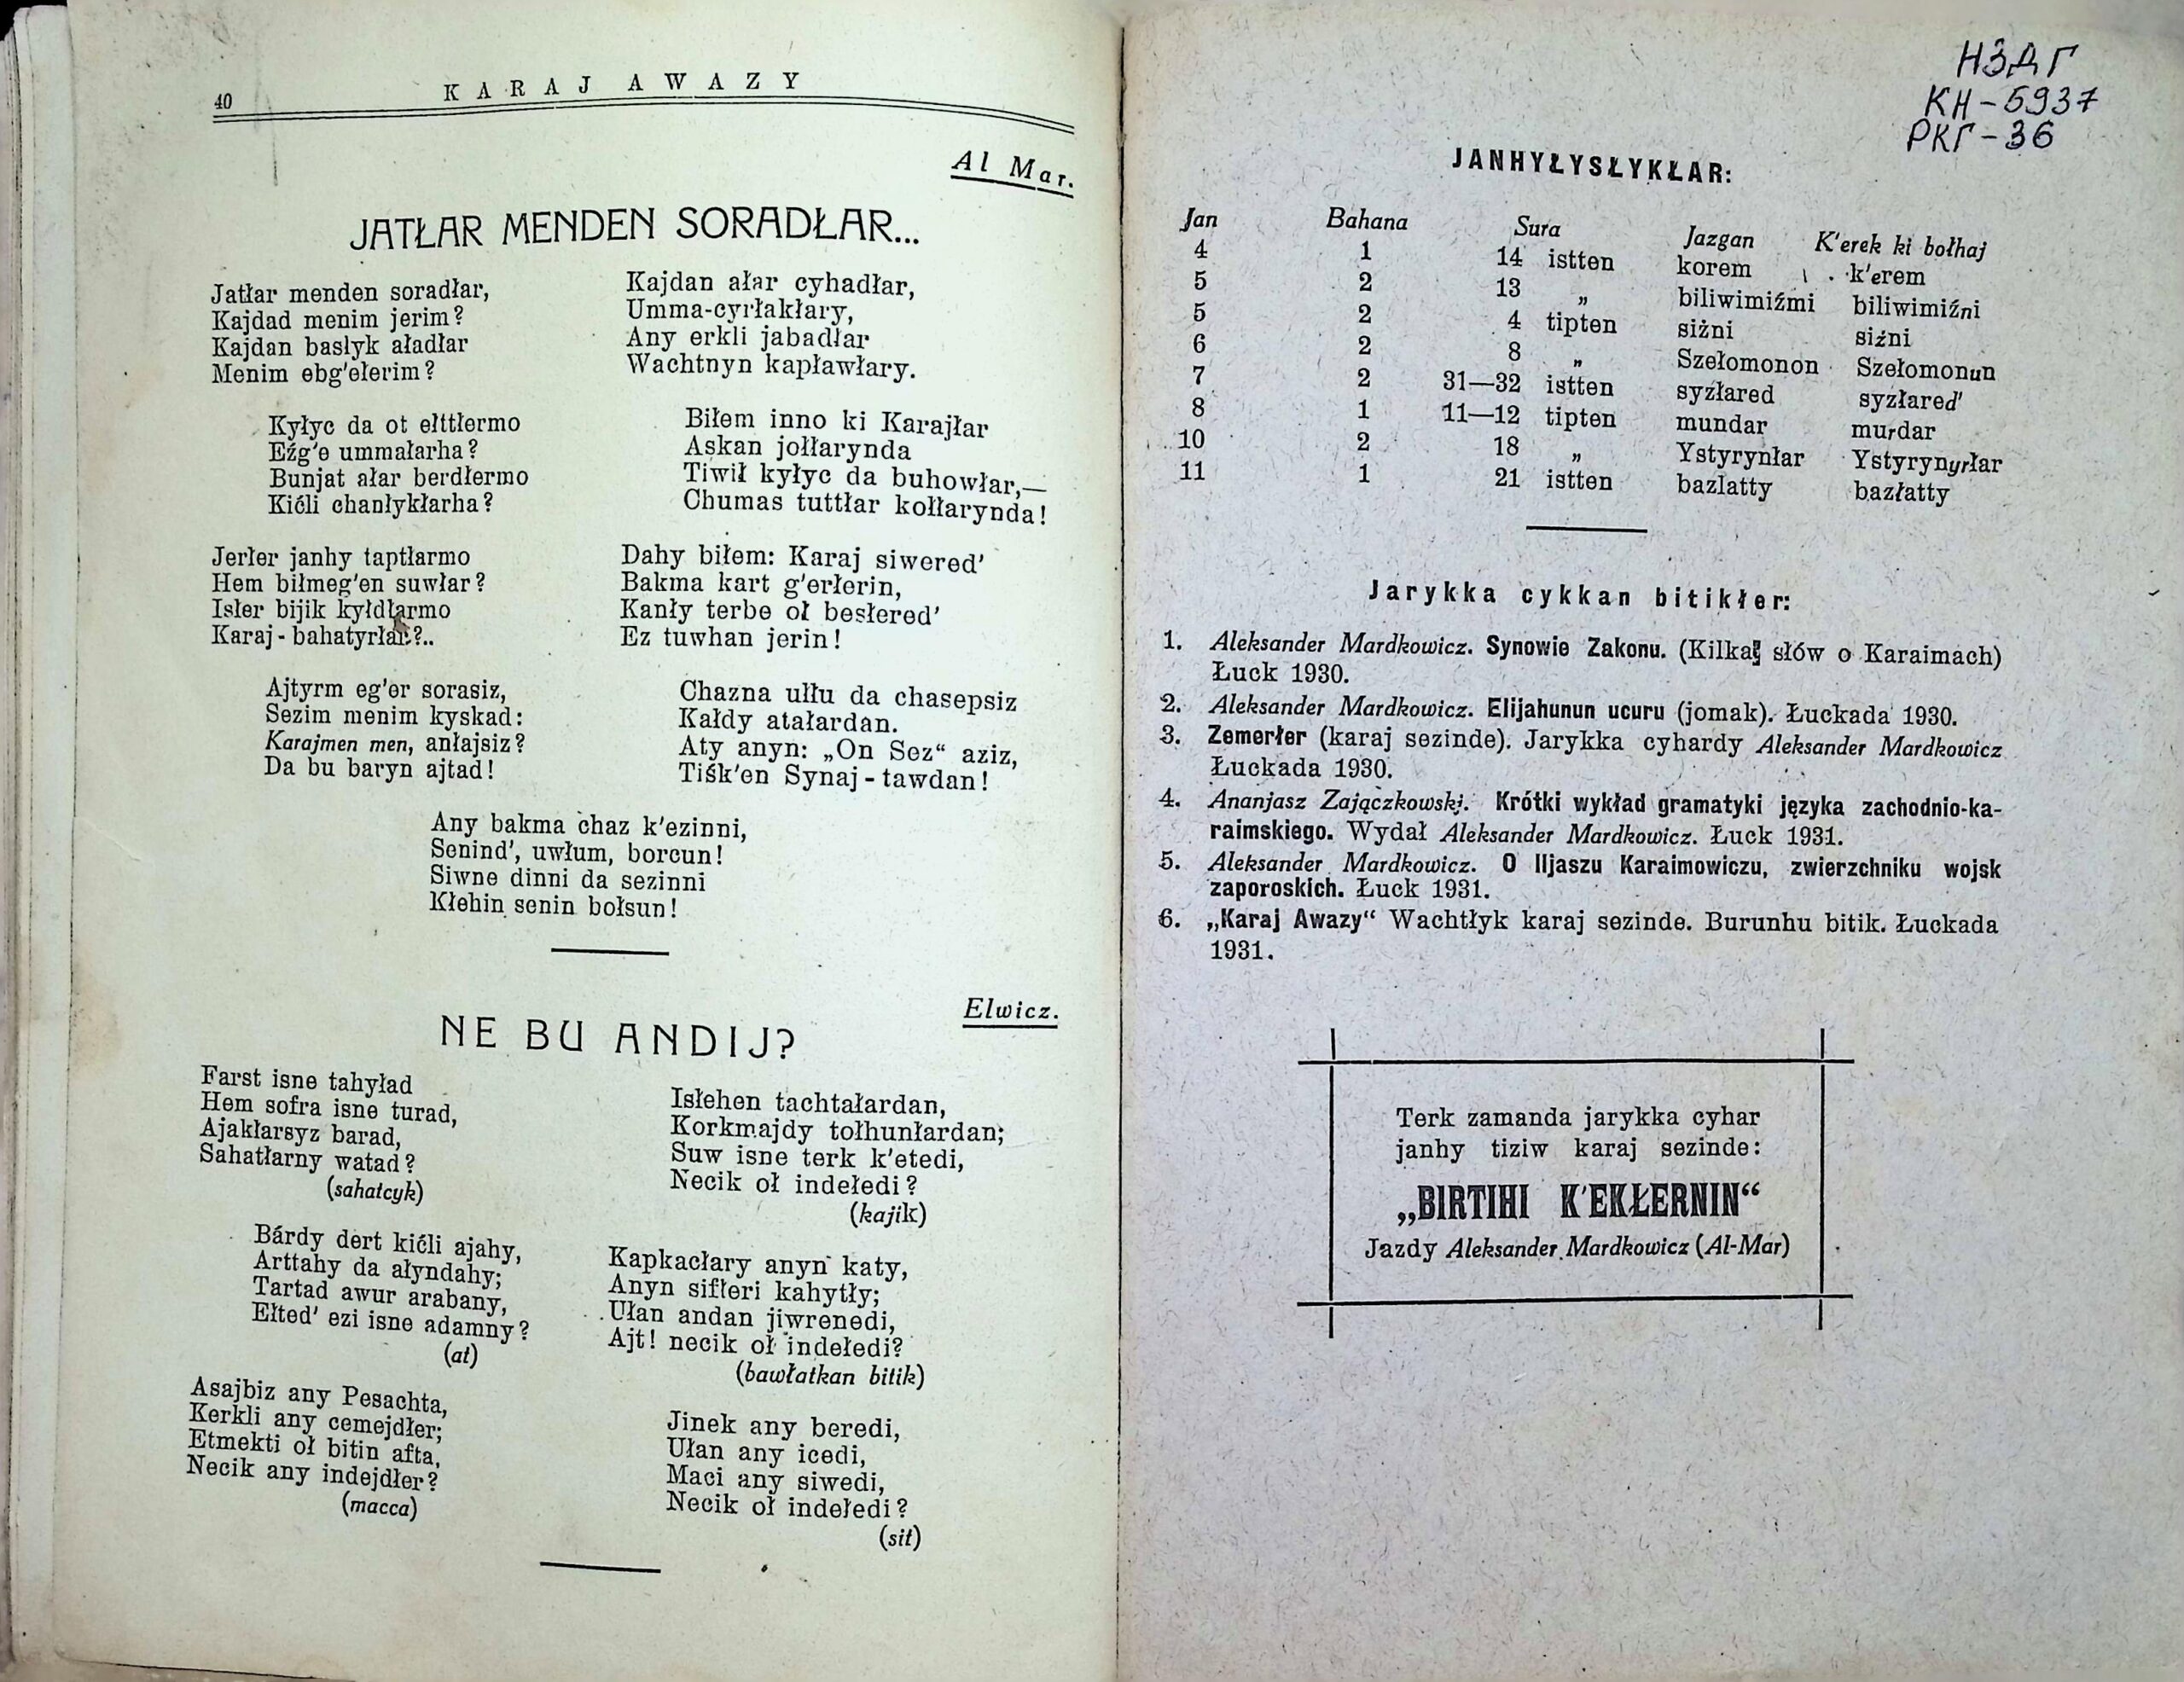 40
KARAJ AWAZY
Al Mar.
JATŁAR MENDEN SORADŁAR...
Jatłar menden soradłar,
Kajdad menim jerim?
Kajdan basłyk aładłar
Menim ebg'ełerim?
Kyłyc da ot ełttłermo
Eźg'e ummałarha?
Bunjat ałar berdłermo
Kićli chanłykłarha?
Jerłer janhy taptłarmo
Hem biłmeg'en suwłar?
Isłer bijik kyłdłarmo
Karaj-bahatyrłar?..
Ajtyrm eg'er sorasiz,
Sezim menim kyskad:
Karajmen men, anłajsiz?
Da bu baryn ajtad!
Kajdan ałar cyhadłar,
Umma-cyrłakłary,
Any erkli jabadłar
Wachtnyn kapławłary.
Biłem inno ki Karajłar
Askan jołłarynda
Tiwił kyłyc da buhowłar,—
Chumas tuttłar kołłarynda!
Dahy biłem: Karaj siwered'
Bakma kart g'erłerin,
Kanły terbe oł besłered'
Ez tuwhan jerin!
Chazna ułłu da chasepsiz
Kałdy atałardan.
Aty anyn: „On Sez“ aziz,
Tiśk'en Synaj-tawdan!
Any bakma chaz k'ezinni,
Senind', uwłum, borcun!
Siwne dinni da sezinni
Kłehin senin bołsun!
Elwicz.
NE BU ANDIJ?
Farst isne tahyład
Hem sofra isne turad,
Ajakłarsyz barad,
Sahatłarny watad?
(sahatcyk)
Bárdy dert kićli ajahy,
Arttahy da ałyndahy;
Tartad awur arabany,
Ełted' ezi isne adamny?
(at)
Asajbiz any Pesachta,
Kerkli any cemejdłer;
Etmekti oł bitin afta,
Necik any indejdłer?
(macca)
Isłehen tachtałardan,
Korkmajdy tołhunłardan;
Suw isne terk k'etedi,
Necik oł indełedi?
(kajik)
Kapkacłary anyn katy,
Anyn sifteri kahytły;
Ułan andan jiwrenedi,
Ajt! necik oł indełedi?
(bawłatkan bitik)
Jinek any beredi,
Ułan any icedi,
Maci any siwedi,
Necik oł indełedi?
(sit)
НЗДГ
КН-5937
РКГ-36
JANHYŁYSŁYKŁAR:
Jan Bahana Sura Jazgan K'erek ki bołhaj
4 1 14 istten korem k'erem
5 2 13 „ biliwimiźmi biliwimiźni
5 2 4 tipten siżni siźni
6 2 8 „ Szełomonon Szełomonun
7 2 31—32 istten syzłared syzłared'
8 1 11—12 tipten mundar murdar
10 2 18 „ Ystyrynłar Ystyrynyrłar
11 1 21 istten bazlatty bazłatty
Jarykka cykkan bitikłer:
1. Aleksander Mardkowicz. Synowie Zakonu. (Kilka słów o Karaimach)
Łuck 1930.
2. Aleksander Mardkowicz. Elijahunun ucuru (jomak). Łuckada 1930.
3. Zemerłer (karaj sezinde). Jarykka cyhardy Aleksander Mardkowicz
Łuckada 1930.
4. Ananjasz Zajączkowski. Krótki wykład gramatyki języka zachodnio-ka-
raimskiego. Wydał Aleksander Mardkowicz. Łuck 1931.
5. Aleksander Mardkowicz. O Iljaszu Karaimowiczu, zwierzchniku wojsk
zaporoskich. Łuck 1931.
6. „Karaj Awazy“ Wachtłyk karaj sezinde. Burunhu bitik. Łuckada
1931.
Terk zamanda jarykka cyhar
janhy tiziw karaj sezinde:
„BIRTIHI K'EKŁERNIN“
Jazdy Aleksander Mardkowicz (Al-Mar)